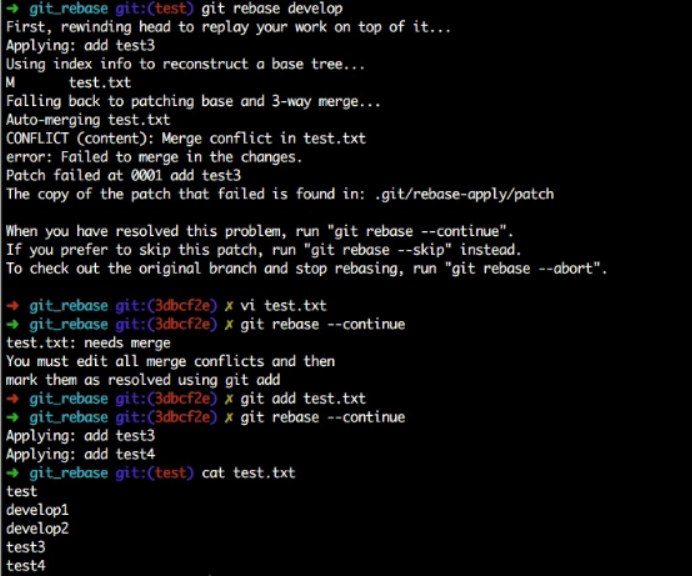 ➜ git_rebase git:(test) git rebase develop
First, rewinding head to replay your work on top of it...
Applying: add test3
Using index info to reconstruct a base tree...
M       test.txt
Falling back to patching base and 3-way merge...
Auto-merging test.txt
CONFLICT (content): Merge conflict in test.txt
error: Failed to merge in the changes.
Patch failed at 0001 add test3
The copy of the patch that failed is found in: .git/rebase-apply/patch

When you have resolved this problem, run "git rebase --continue".
If you prefer to skip this patch, run "git rebase --skip" instead.
To check out the original branch and stop rebasing, run "git rebase --abort".

➜ git_rebase git:(3dbcf2e) ✗ vi test.txt
➜ git_rebase git:(3dbcf2e) ✗ git rebase --continue
test.txt: needs merge
You must edit all merge conflicts and then
mark them as resolved using git add
➜ git_rebase git:(3dbcf2e) ✗ git add test.txt
➜ git_rebase git:(3dbcf2e) ✗ git rebase --continue
Applying: add test3
Applying: add test4
➜ git_rebase git:(test) cat test.txt
test
develop1
develop2
test3
test4